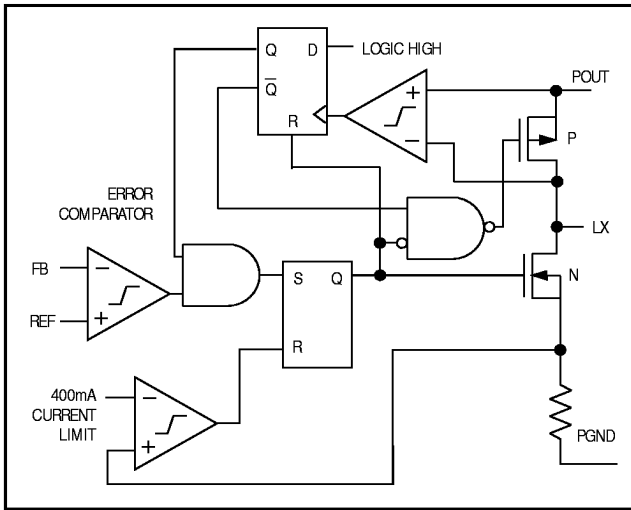 Q
D
LOGIC HIGH
Q
R
+
−
POUT
P
ERROR
COMPARATOR
LX
FB
−
REF
+
S
Q
N
R
400mA
CURRENT
LIMIT
−
+
PGND